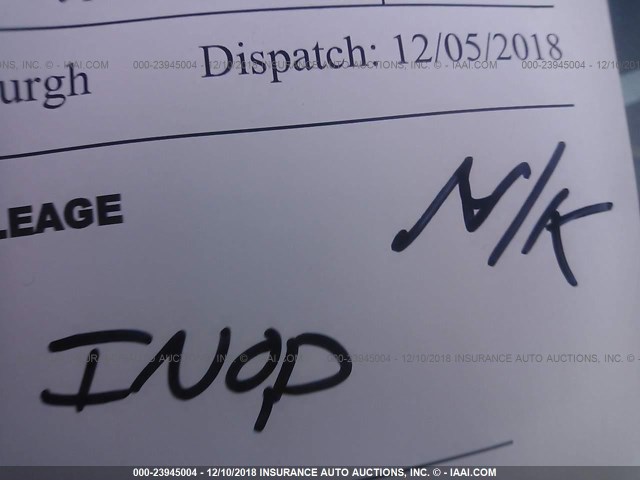 urgh Dispatch: 12/05/2018
LEAGE N/K
INOP
000-23945004 - 12/10/2018 INSURANCE AUTO AUCTIONS, INC. © - IAAI.COM